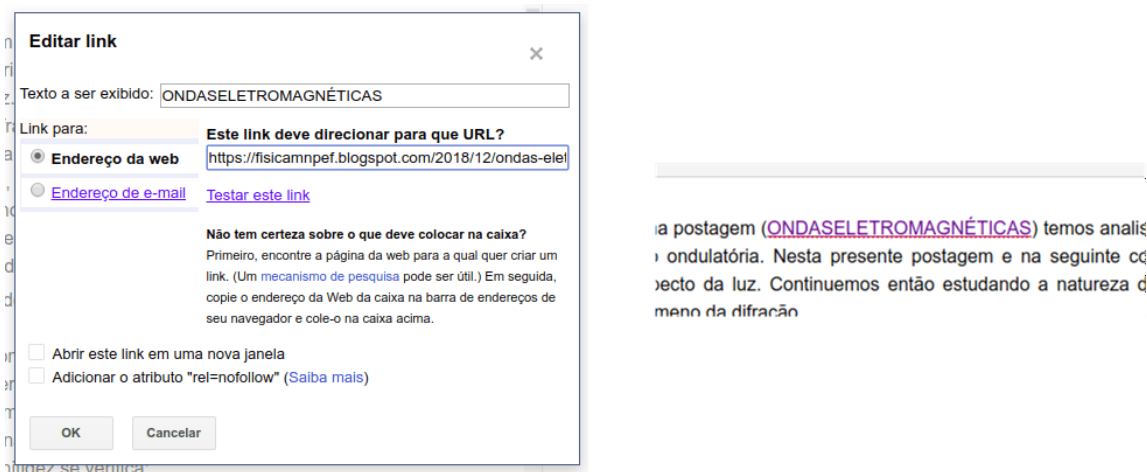 Editar link
×
Texto a ser exibido: ONDASELETROMAGNÉTICAS
Link para:
Endereço da web
Endereço de e-mail
Este link deve direcionar para que URL?
https://fisicamnpef.blogspot.com/2018/12/ondas-elet
Testar este link
Não tem certeza sobre o que deve colocar na caixa?
Primeiro, encontre a página da web para a qual quer criar um
link. (Um mecanismo de pesquisa pode ser útil.) Em seguida,
copie o endereço da Web da caixa na barra de endereços de
seu navegador e cole-o na caixa acima.
Abrir este link em uma nova janela
Adicionar o atributo "rel=nofollow" (Saiba mais)
OK
Cancelar
se verifica:
a postagem (ONDASELETROMAGNÉTICAS) temos analis
ondulatória. Nesta presente postagem e na seguinte co
pecto da luz. Continuemos então estudando a natureza d
meno da difração